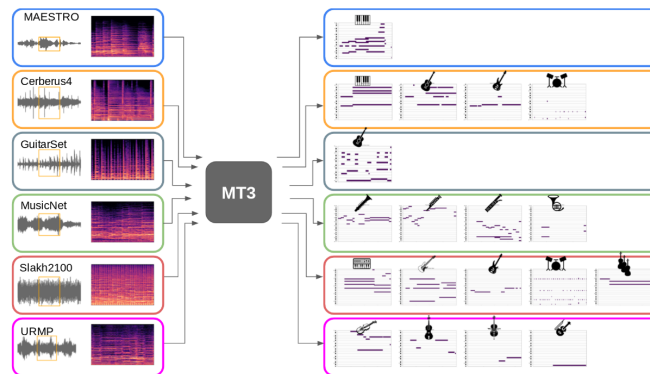 MAESTRO
Cerberus4
GuitarSet
MusicNet
Slakh2100
URMP
MT3